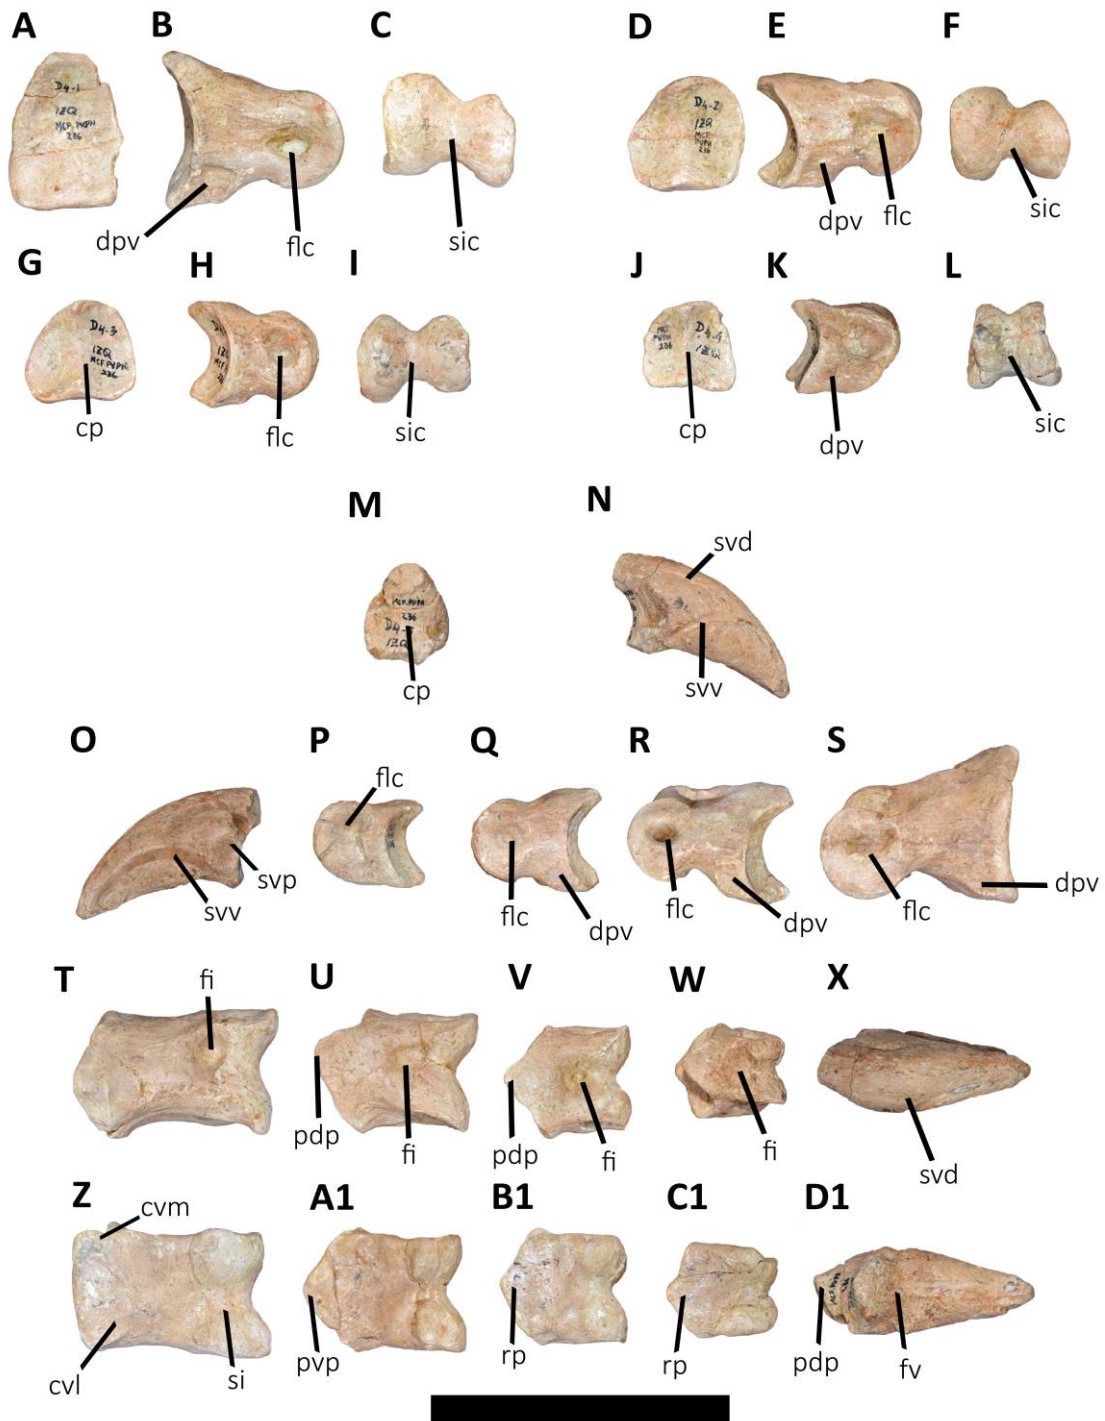 A B C D E F
D4-1
IZQ
MCF.PVPH
236
D4-2
IZQ
MCF
PVPH
236
dpv flc sic dpv flc sic
G H I J K L
D4-3
IZQ
MCF.PVPH
236
MCF
PVPH
236
D4-4
IZQ
cp flc sic cp dpv sic
M N
svd
MCF.PVPH
236
IZQ
cp svv
O P Q R S
flc
svv svp flc dpv flc dpv flc dpv
T U V W X
fi
pdp fi pdp fi fi svd
Z A1 B1 C1 D1
cvm
cvl si pvp rp rp pdp fv